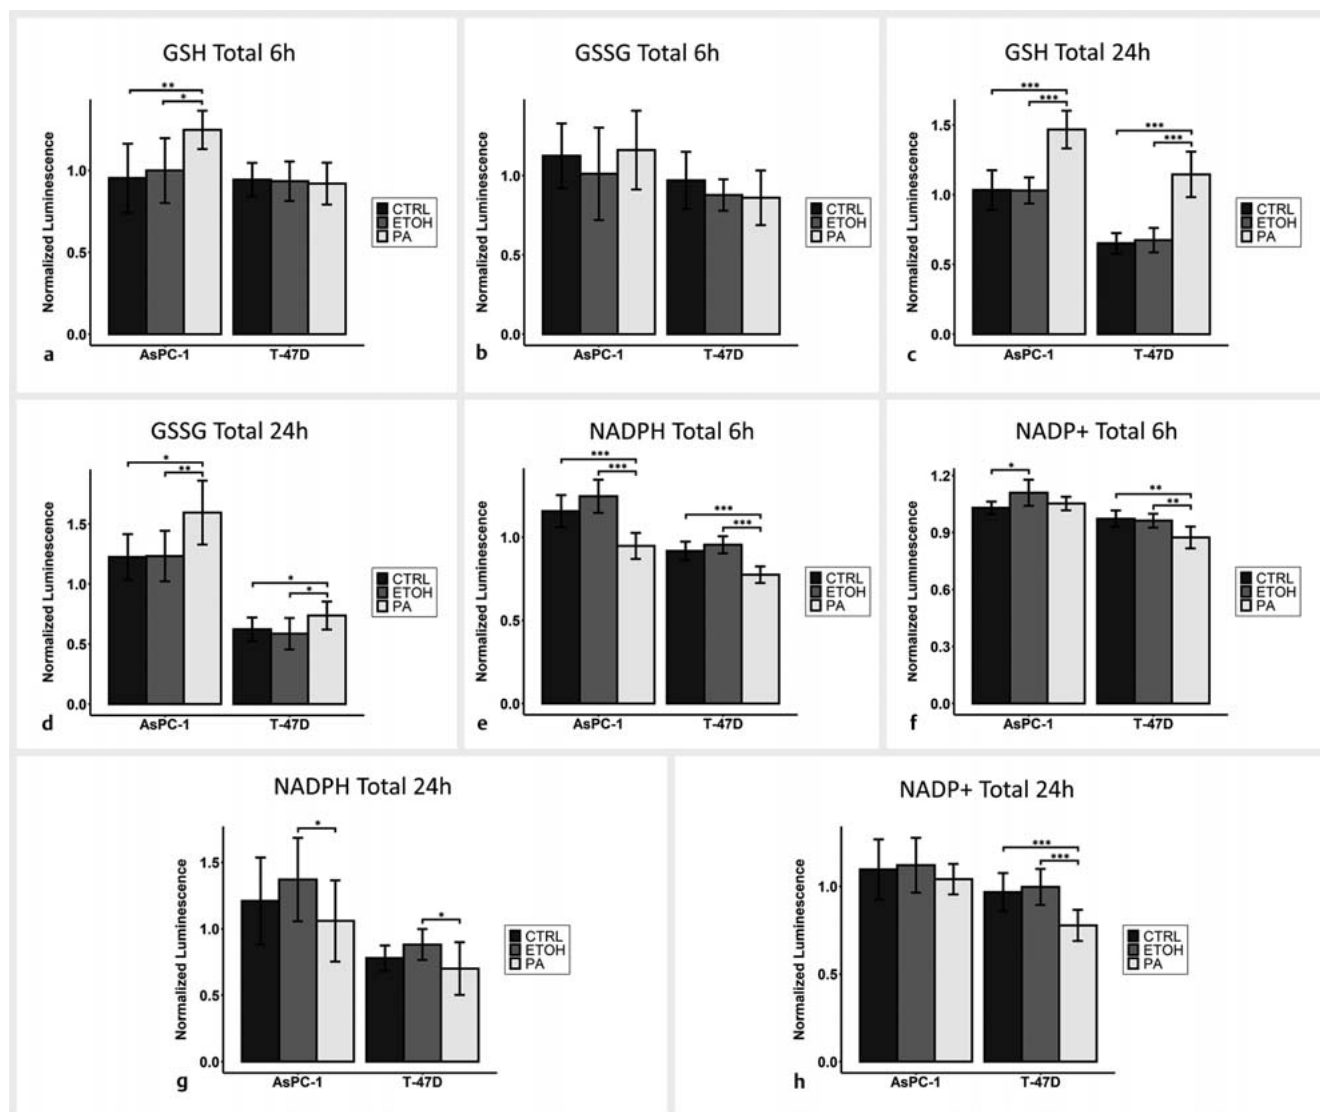 GSH Total 6h
**
*
Normalized Luminescence
1.0
0.5
0.0
CTRL
ETOH
PA
a
AsPC-1
T-47D
GSSG Total 6h
Normalized Luminescence
1.0
0.5
0.0
CTRL
ETOH
PA
b
AsPC-1
T-47D
GSH Total 24h
***
***
***
***
Normalized Luminescence
1.5
1.0
0.5
0.0
CTRL
ETOH
PA
c
AsPC-1
T-47D
GSSG Total 24h
*
**
*
*
Normalized Luminescence
1.5
1.0
0.5
0.0
CTRL
ETOH
PA
d
AsPC-1
T-47D
NADPH Total 6h
***
***
***
***
Normalized Luminescence
1.0
0.5
0.0
CTRL
ETOH
PA
e
AsPC-1
T-47D
NADP+ Total 6h
*
**
**
Normalized Luminescence
1.2
0.9
0.6
0.3
0.0
CTRL
ETOH
PA
f
AsPC-1
T-47D
NADPH Total 24h
*
*
Normalized Luminescence
1.5
1.0
0.5
0.0
CTRL
ETOH
PA
g
AsPC-1
T-47D
NADP+ Total 24h
***
***
Normalized Luminescence
1.0
0.5
0.0
CTRL
ETOH
PA
h
AsPC-1
T-47D